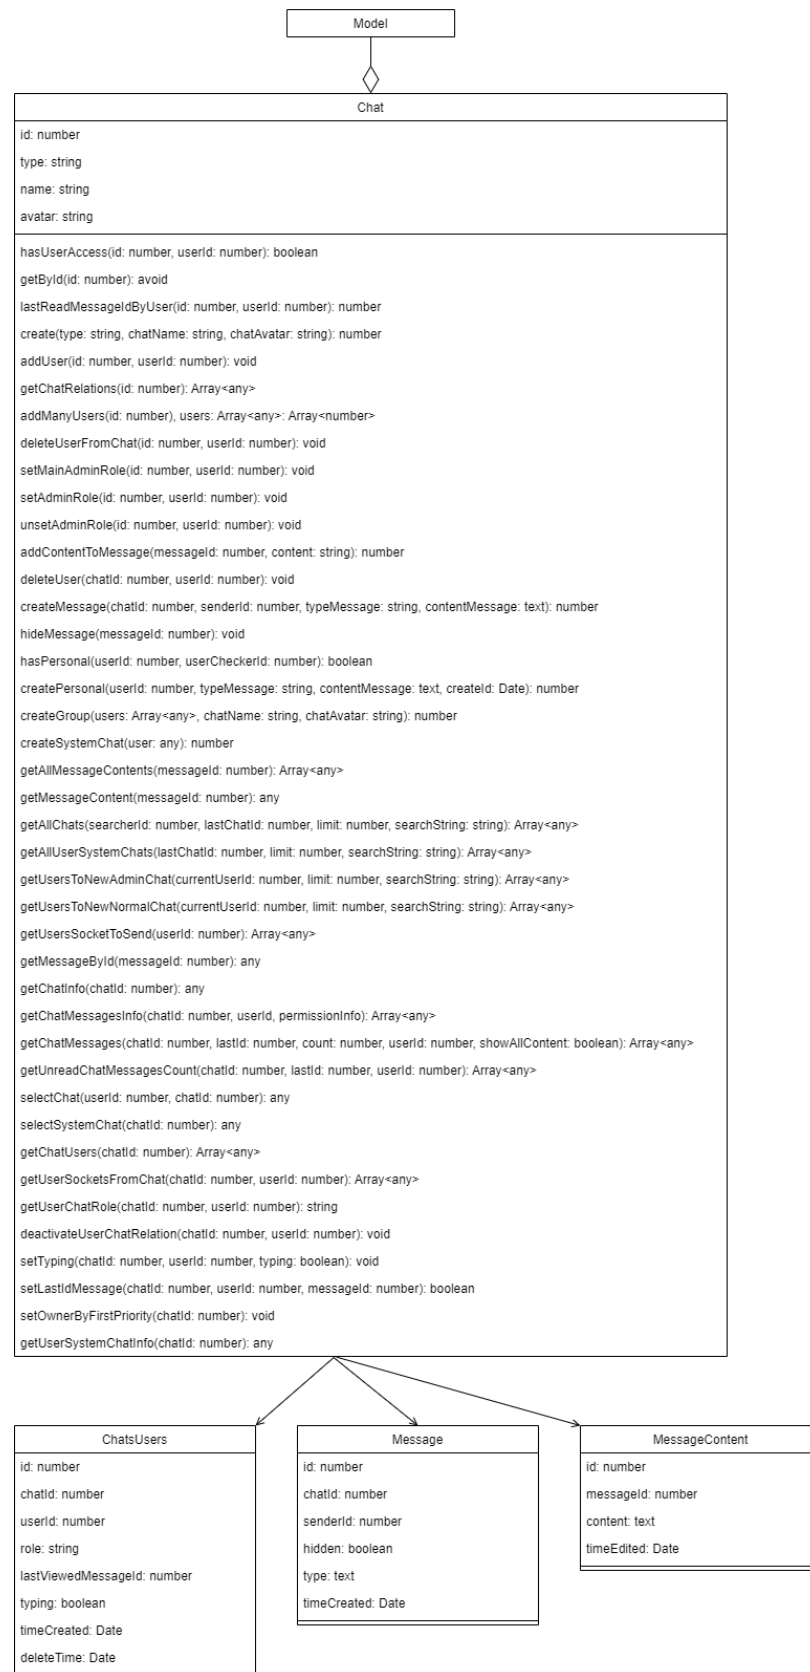 Model
Chat
id: number
type: string
name: string
avatar: string
hasUserAccess(id: number, userId: number): boolean
getById(id: number): avoid
lastReadMessageIdByUser(id: number, userId: number): number
create(type: string, chatName: string, chatAvatar: string): number
addUser(id: number, userId: number): void
getChatRelations(id: number): Array<any>
addManyUsers(id: number), users: Array<any>: Array<number>
deleteUserFromChat(id: number, userId: number): void
setMainAdminRole(id: number, userId: number): void
setAdminRole(id: number, userId: number): void
unsetAdminRole(id: number, userId: number): void
addContentToMessage(messageId: number, content: string): number
deleteUser(chatId: number, userId: number): void
createMessage(chatId: number, senderId: number, typeMessage: string, contentMessage: text): number
hideMessage(messageId: number): void
hasPersonal(userId: number, userCheckerId: number): boolean
createPersonal(userId: number, typeMessage: string, contentMessage: text, createId: Date): number
createGroup(users: Array<any>, chatName: string, chatAvatar: string): number
createSystemChat(user: any): number
getAllMessageContents(messageId: number): Array<any>
getMessageContent(messageId: number): any
getAllChats(searcherId: number, lastChatId: number, limit: number, searchString: string): Array<any>
getAllUserSystemChats(lastChatId: number, limit: number, searchString: string): Array<any>
getUsersToNewAdminChat(currentUserId: number, limit: number, searchString: string): Array<any>
getUsersToNewNormalChat(currentUserId: number, limit: number, searchString: string): Array<any>
getUsersSocketToSend(userId: number): Array<any>
getMessageById(messageId: number): any
getChatInfo(chatId: number): any
getChatMessagesInfo(chatId: number, userId, permissionInfo): Array<any>
getChatMessages(chatId: number, lastId: number, count: number, userId: number, showAllContent: boolean): Array<any>
getUnreadChatMessagesCount(chatId: number, lastId: number, userId: number): Array<any>
selectChat(userId: number, chatId: number): any
selectSystemChat(chatId: number): any
getChatUsers(chatId: number): Array<any>
getUserSocketsFromChat(chatId: number, userId: number): Array<any>
getUserChatRole(chatId: number, userId: number): string
deactivateUserChatRelation(chatId: number, userId: number): void
setTyping(chatId: number, userId: number, typing: boolean): void
setLastIdMessage(chatId: number, userId: number, messageId: number): boolean
setOwnerByFirstPriority(chatId: number): void
getUserSystemChatInfo(chatId: number): any
ChatsUsers
id: number
chatId: number
userId: number
role: string
lastViewedMessageId: number
typing: boolean
timeCreated: Date
deleteTime: Date
Message
id: number
chatId: number
senderId: number
hidden: boolean
type: text
timeCreated: Date
MessageContent
id: number
messageId: number
content: text
timeEdited: Date